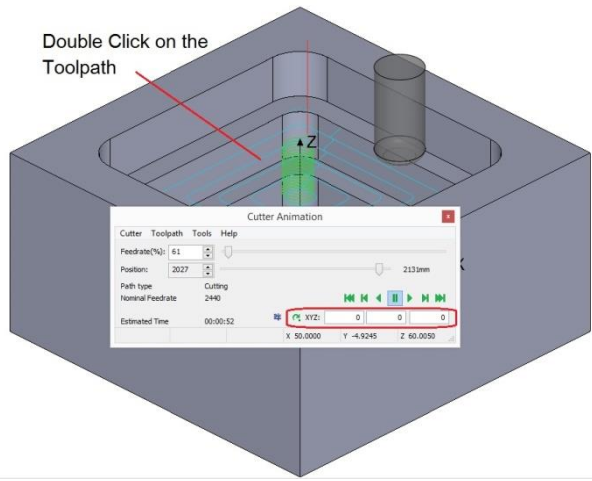 Double Click on the
Toolpath
Z
Cutter Animation
x
Cutter Toolpath Tools Help
Feedrate(%): 61
Position: 2027 2131mm
X
Path type Cutting
Nominal Feedrate 2440
Estimated Time 00:00:52 XYZ: 0 0 0
X 50.0000 Y -4.9245 Z 60.0050